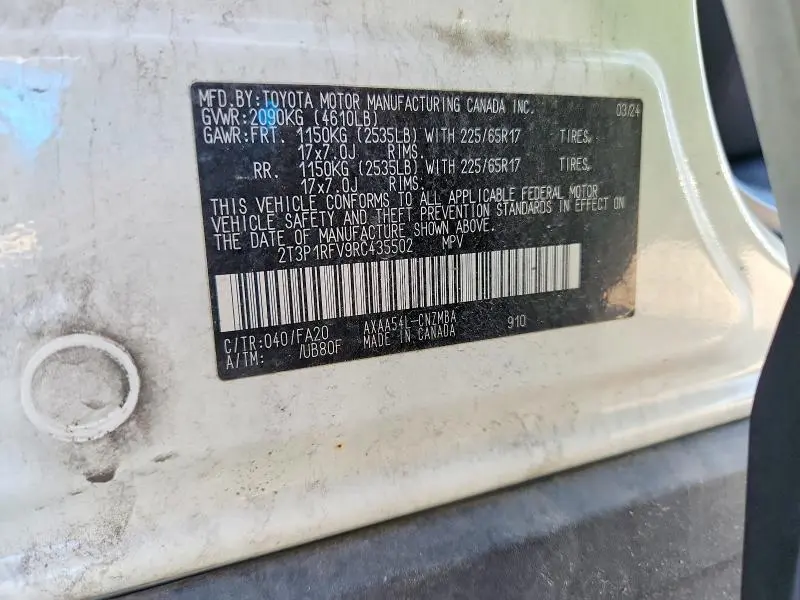 MFD.BY:TOYOTA MOTOR MANUFACTURING CANADA INC. 03/24
GVWR:2090KG (4610LB)
GAWR:FRT. 1150KG (2535LB) WITH 225/65R17 TIRES.
17x7.0J RIMS.
RR. 1150KG (2535LB) WITH 225/65R17 TIRES.
17x7.0J RIMS.
THIS VEHICLE CONFORMS TO ALL APPLICABLE FEDERAL MOTOR
VEHICLE SAFETY AND THEFT PREVENTION STANDARDS IN EFFECT ON
THE DATE OF MANUFACTURE SHOWN ABOVE.
2T3P1RFV9RC435502 MPV
C/TR:040/FA20 AXAA54L-CNZMBA 910
A/TM: /UB80F MADE IN CANADA